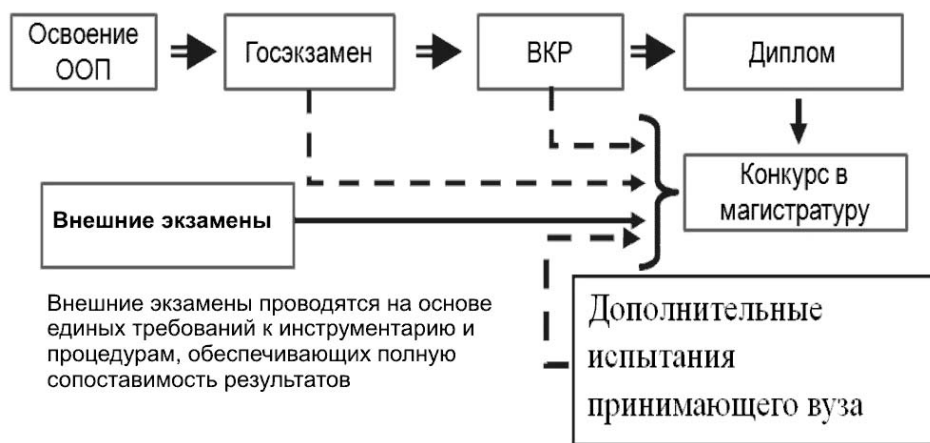 Освоение
ООП
Госэкзамен
ВКР
Диплом
Конкурс в
магистратуру
Внешние экзамены
Внешние экзамены проводятся на основе
единых требований к инструментарию и
процедурам, обеспечивающих полную
сопоставимость результатов
Дополнительные
испытания
принимающего вуза